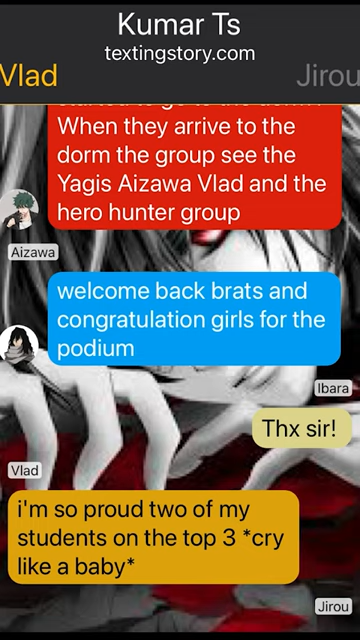 Kumar Ts
textingstory.com
Vlad
Jirou
When they arrive to the
dorm the group see the
Yagis Aizawa Vlad and the
hero hunter group
Aizawa
welcome back brats and
congratulation girls for the
podium
Ibara
Thx sir!
Vlad
i'm so proud two of my
students on the top 3 *cry
like a baby*
Jirou